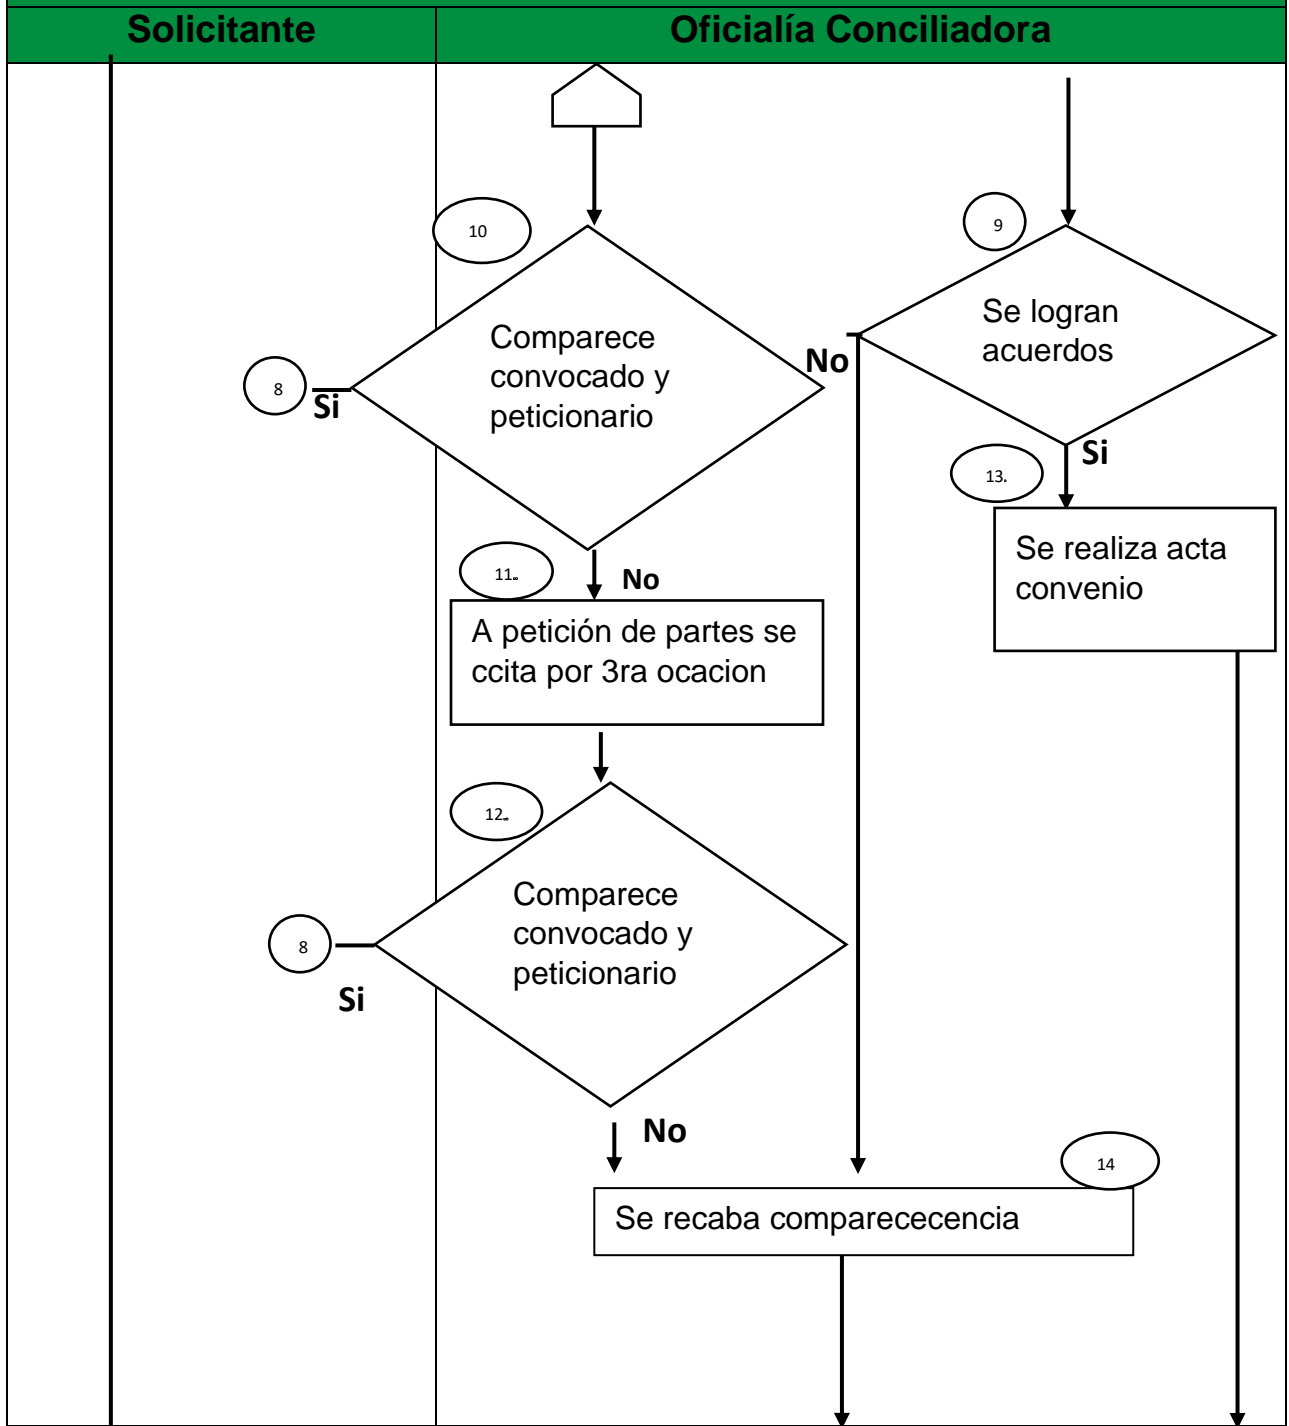 Solicitante
Oficialía Conciliadora
10
9
Se logran
acuerdos
Comparece
convocado y
peticionario
No
8
Si
Si
13.
Se realiza acta
convenio
11.
No
A petición de partes se
ccita por 3ra ocacion
12.
Comparece
convocado y
peticionario
8
Si
No
14
Se recaba comparececencia